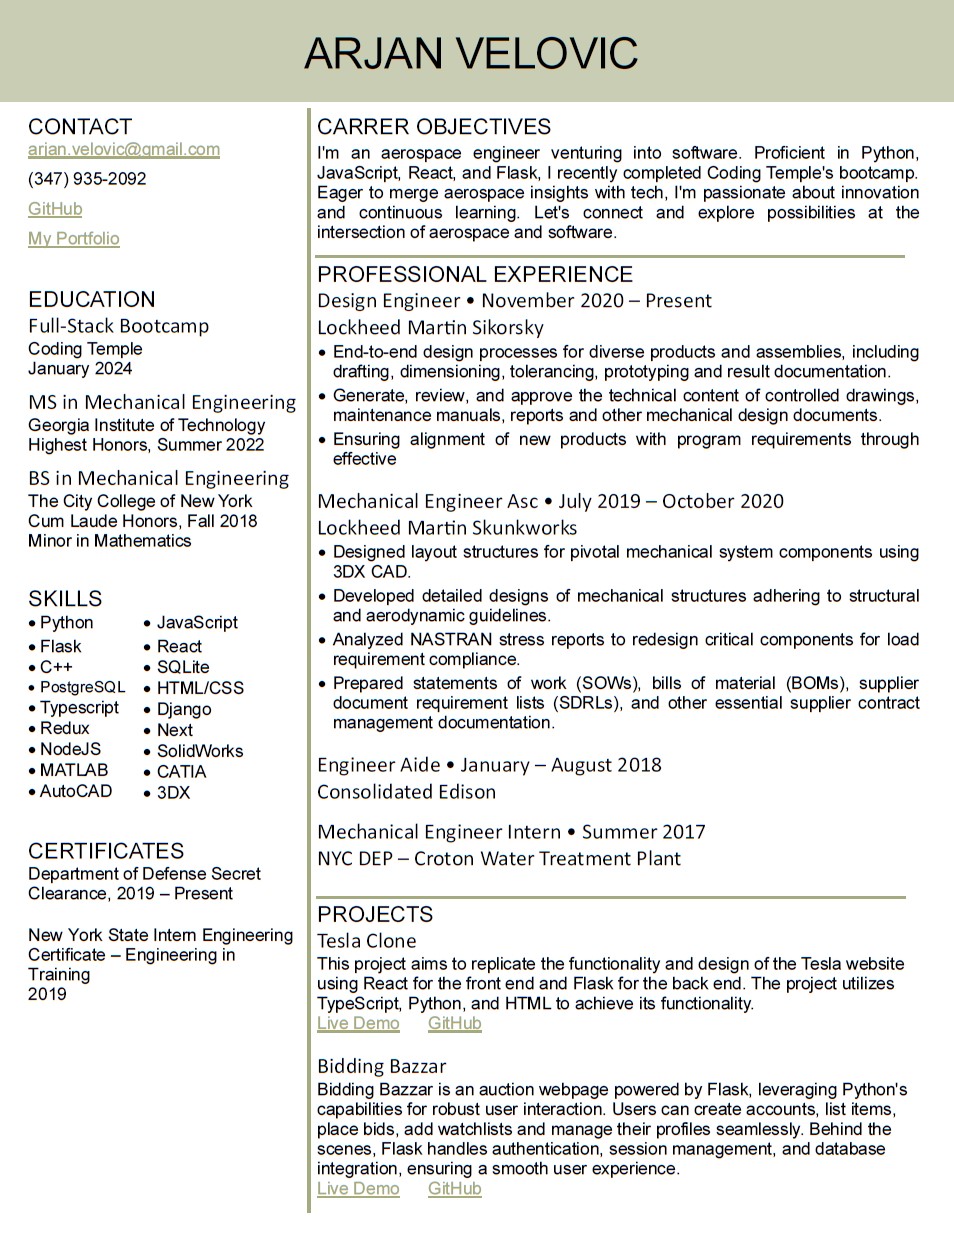 ARJAN VELOVIC
CONTACT
arjan.velovic@gmail.com
(347) 935-2092
GitHub
My Portfolio
EDUCATION
Full-Stack Bootcamp
Coding Temple
January 2024
MS in Mechanical Engineering
Georgia Institute of Technology
Highest Honors, Summer 2022
BS in Mechanical Engineering
The City College of New York
Cum Laude Honors, Fall 2018
Minor in Mathematics
SKILLS
• Python
• Flask
• C++
• PostgreSQL
• Typescript
• Redux
• NodeJS
• MATLAB
• AutoCAD
• JavaScript
• React
• SQLite
• HTML/CSS
• Django
• Next
• SolidWorks
• CATIA
• 3DX
CERTIFICATES
Department of Defense Secret
Clearance, 2019 – Present
New York State Intern Engineering
Certificate – Engineering in
Training
2019
CARRER OBJECTIVES
I'm an aerospace engineer venturing into software. Proficient in Python,
JavaScript, React, and Flask, I recently completed Coding Temple's bootcamp.
Eager to merge aerospace insights with tech, I'm passionate about innovation
and continuous learning. Let's connect and explore possibilities at the
intersection of aerospace and software.
PROFESSIONAL EXPERIENCE
Design Engineer • November 2020 – Present
Lockheed Martin Sikorsky
• End-to-end design processes for diverse products and assemblies, including
drafting, dimensioning, tolerancing, prototyping and result documentation.
• Generate, review, and approve the technical content of controlled drawings,
maintenance manuals, reports and other mechanical design documents.
• Ensuring alignment of new products with program requirements through
effective
Mechanical Engineer Asc • July 2019 – October 2020
Lockheed Martin Skunkworks
• Designed layout structures for pivotal mechanical system components using
3DX CAD.
• Developed detailed designs of mechanical structures adhering to structural
and aerodynamic guidelines.
• Analyzed NASTRAN stress reports to redesign critical components for load
requirement compliance.
• Prepared statements of work (SOWs), bills of material (BOMs), supplier
document requirement lists (SDRLs), and other essential supplier contract
management documentation.
Engineer Aide • January – August 2018
Consolidated Edison
Mechanical Engineer Intern • Summer 2017
NYC DEP – Croton Water Treatment Plant
PROJECTS
Tesla Clone
This project aims to replicate the functionality and design of the Tesla website
using React for the front end and Flask for the back end. The project utilizes
TypeScript, Python, and HTML to achieve its functionality.
Live Demo GitHub
Bidding Bazzar
Bidding Bazzar is an auction webpage powered by Flask, leveraging Python's
capabilities for robust user interaction. Users can create accounts, list items,
place bids, add watchlists and manage their profiles seamlessly. Behind the
scenes, Flask handles authentication, session management, and database
integration, ensuring a smooth user experience.
Live Demo GitHub